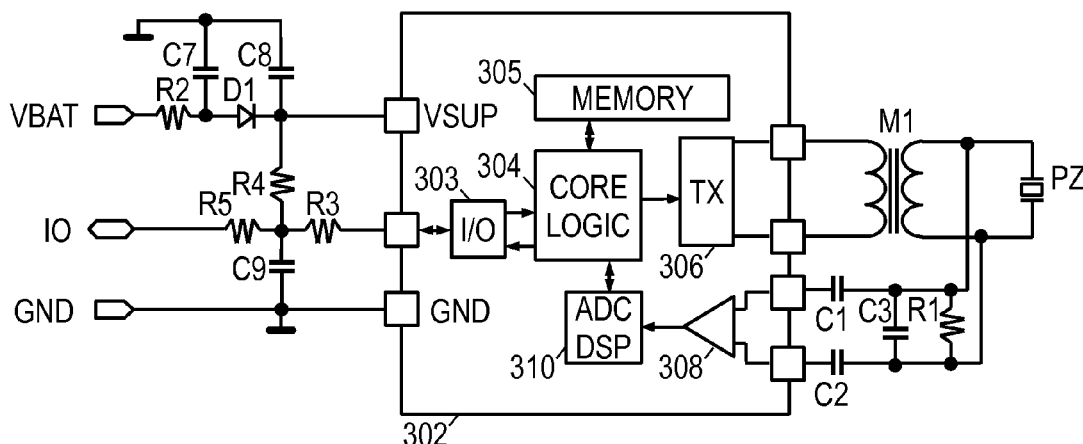 C7 C8
R2 D1
VBAT
VSUP
305
MEMORY
M1
PZ
R4
303
304
CORE
LOGIC
TX
R5 R3
IO
I/O
306
C9
GND
GND
ADC
DSP
310
308
C1 C3 R1
C2
302